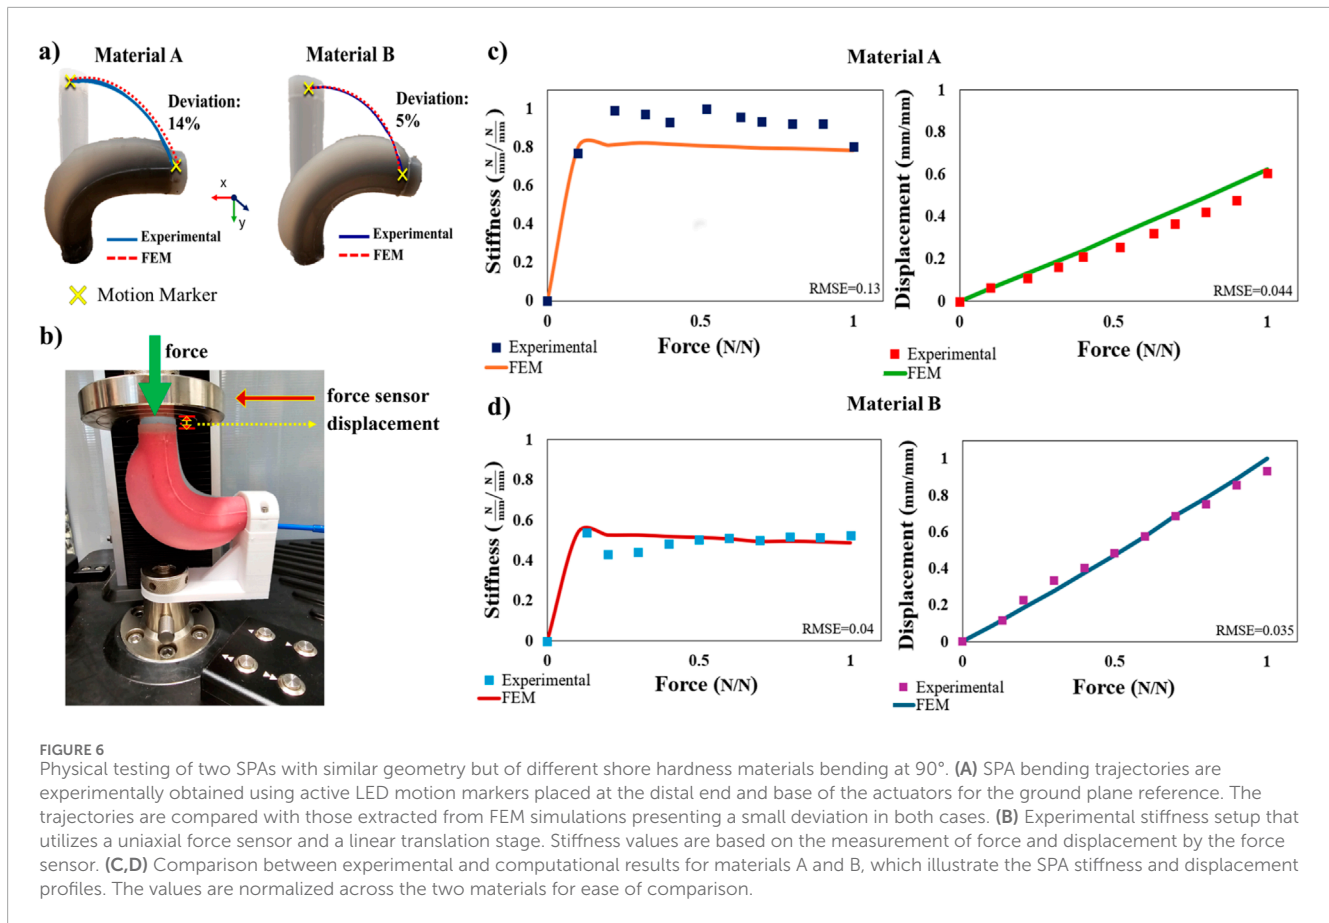 a)
Material A
Material B
Deviation:
14%
Deviation:
5%
x
y
Experimental
FEM
Experimental
FEM
Motion Marker
b)
force
force sensor
displacement
c)
Material A
Stiffness (N/mm / N/mm)
1
0.8
0.6
0.4
0.2
0
RMSE=0.13
0
0.5
1
Force (N/N)
Experimental
FEM
Displacement (mm/mm)
1
0.8
0.6
0.4
0.2
0
RMSE=0.044
0
0.5
1
Force (N/N)
Experimental
FEM
d)
Material B
Stiffness (N/mm / N/mm)
1
0.8
0.6
0.4
0.2
0
RMSE=0.04
0
0.5
1
Force (N/N)
Experimental
FEM
Displacement (mm/mm)
1
0.8
0.6
0.4
0.2
0
RMSE=0.035
0
0.5
1
Force (N/N)
Experimental
FEM
FIGURE 6
Physical testing of two SPAs with similar geometry but of different shore hardness materials bending at 90°. (A) SPA bending trajectories are
experimentally obtained using active LED motion markers placed at the distal end and base of the actuators for the ground plane reference. The
trajectories are compared with those extracted from FEM simulations presenting a small deviation in both cases. (B) Experimental stiffness setup that
utilizes a uniaxial force sensor and a linear translation stage. Stiffness values are based on the measurement of force and displacement by the force
sensor. (C,D) Comparison between experimental and computational results for materials A and B, which illustrate the SPA stiffness and displacement
profiles. The values are normalized across the two materials for ease of comparison.